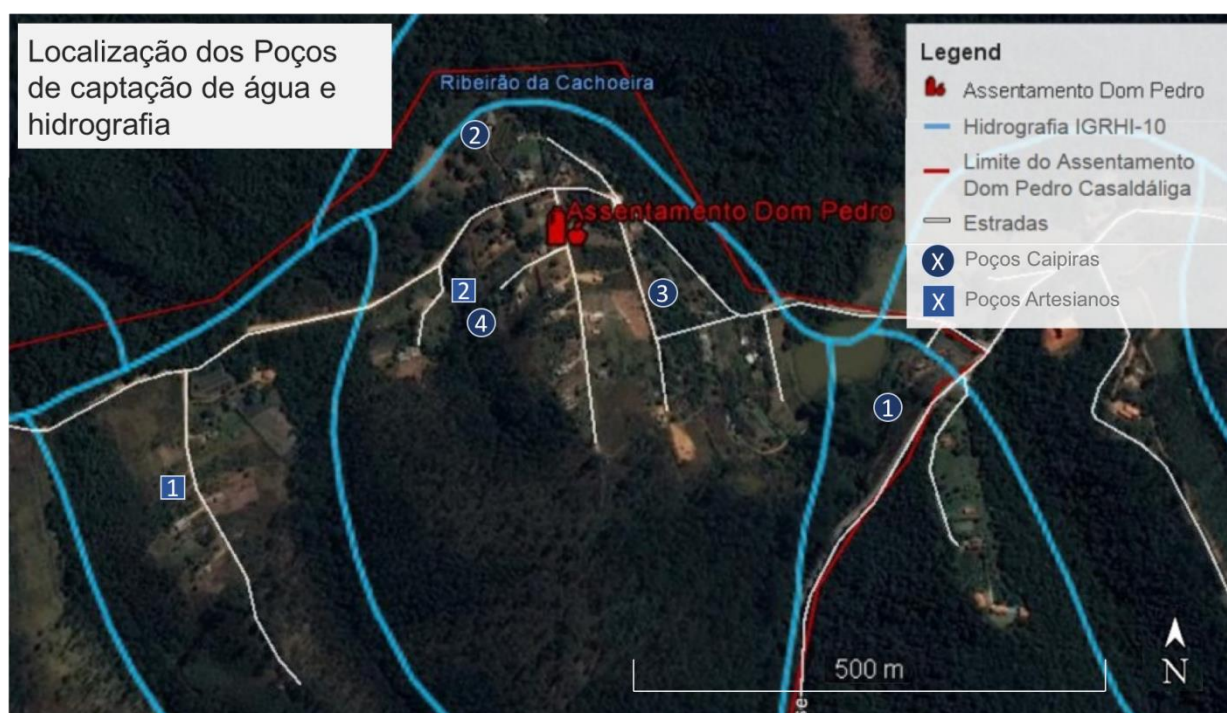 Localização dos Poços
de captação de água e
hidrografia
Ribeirão da Cachoeira
Legend
Assentamento Dom Pedro
Hidrografia IGRHI-10
Limite do Assentamento
Dom Pedro Casaldáliga
Estradas
X Poços Caipiras
X Poços Artesianos
2
Assentamento Dom Pedro
2
3
4
1
1
500 m
N
se